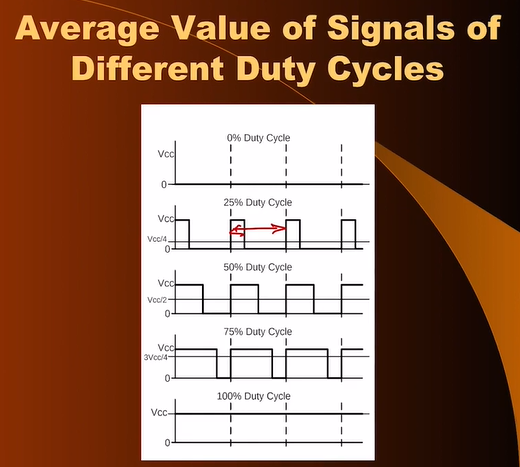 Average Value of Signals of
Different Duty Cycles
0% Duty Cycle
Vcc
0
25% Duty Cycle
Vcc
Vcc/4
0
50% Duty Cycle
Vcc
Vcc/2
0
75% Duty Cycle
Vcc
3Vcc/4
0
100% Duty Cycle
Vcc
0